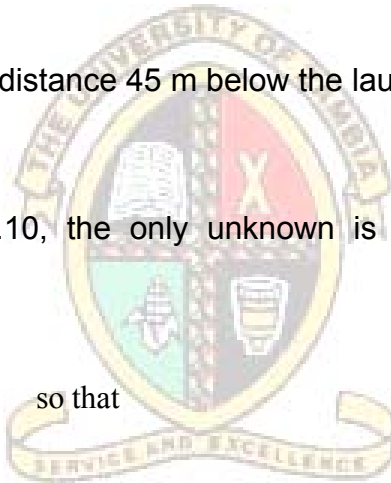 THE UNIVERSITY OF ZAMBIA
distance 45 m below the lau
.10, the only unknown is
so that
SERVICE AND EXCELLENCE